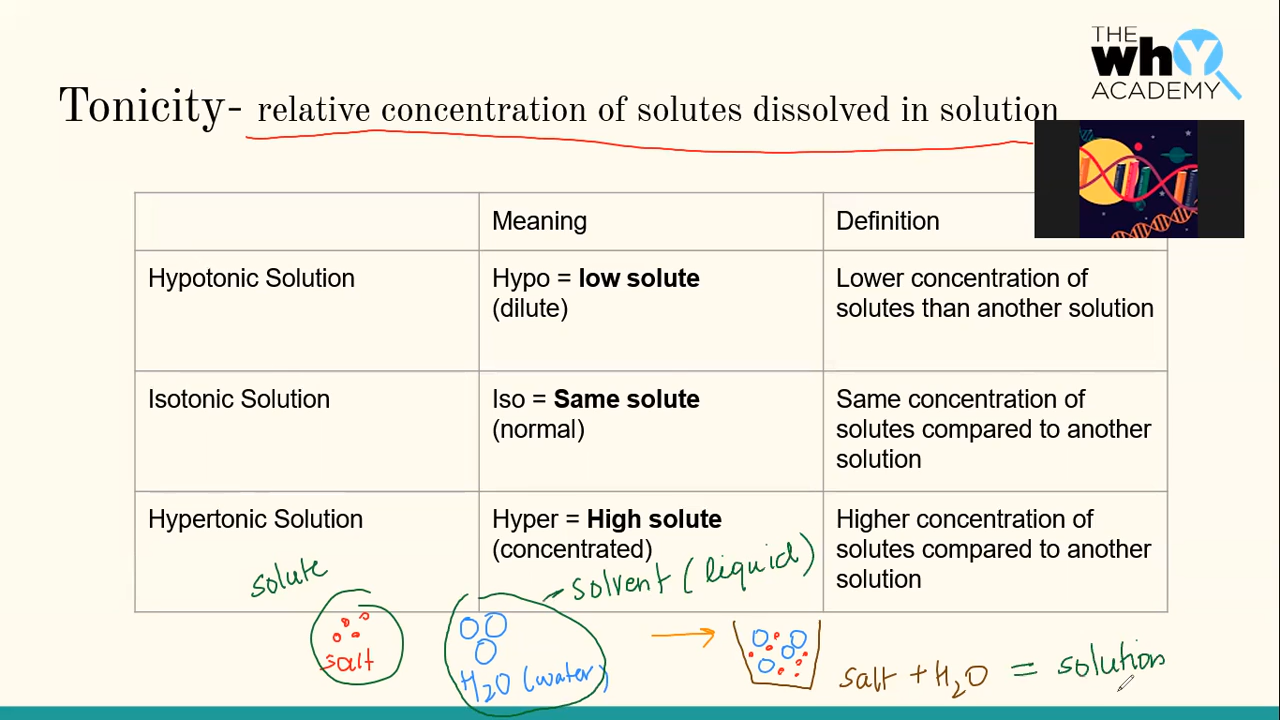 THE
whY
ACADEMY
Tonicity- relative concentration of solutes dissolved in solution
Meaning
Definition
Hypotonic Solution
Hypo = low solute
(dilute)
Lower concentration of
solutes than another solution
Isotonic Solution
Iso = Same solute
(normal)
Same concentration of
solutes compared to another
solution
Hypertonic Solution
Hyper = High solute
(concentrated)
Higher concentration of
solutes compared to another
solution
solute
solvent (liquid)
salt
H₂O (water)
salt + H₂O = solution